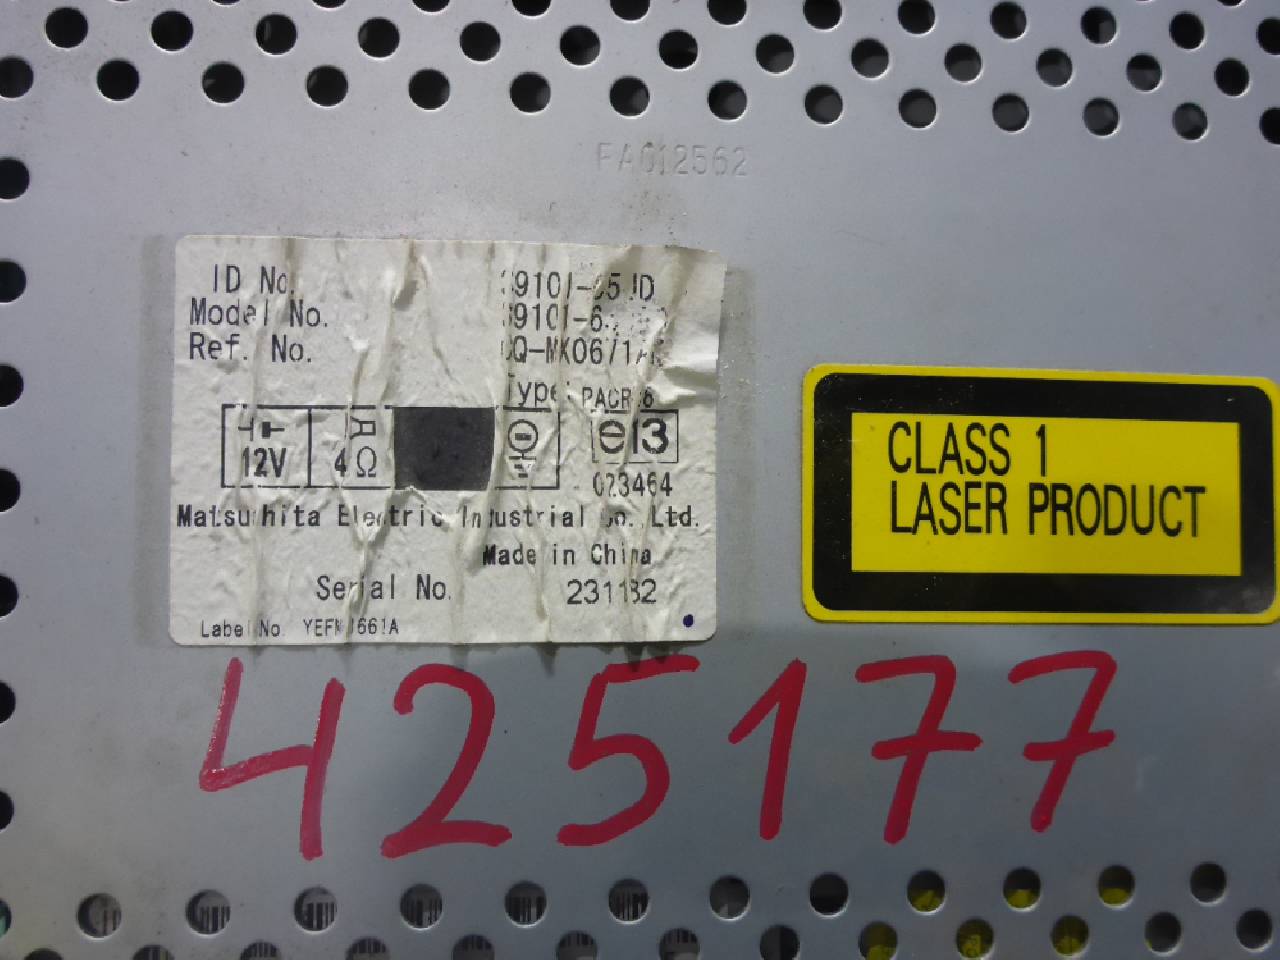 FA012562
ID No.
Model No.
Ref. No.
Type: PACR
12V
4Ω
e13
023464
Matsushita Electric Industrial Co., Ltd.
Made in China
Serial No. 231182
Label No.
CLASS 1
LASER PRODUCT
425177